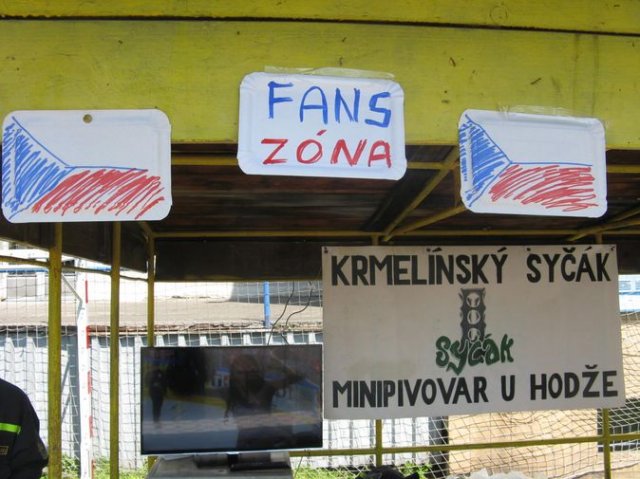 FANS
ZÓNA
KRMELÍNSKÝ SYČÁK
SYČÁK
MINIPIVOVAR U HODŽE